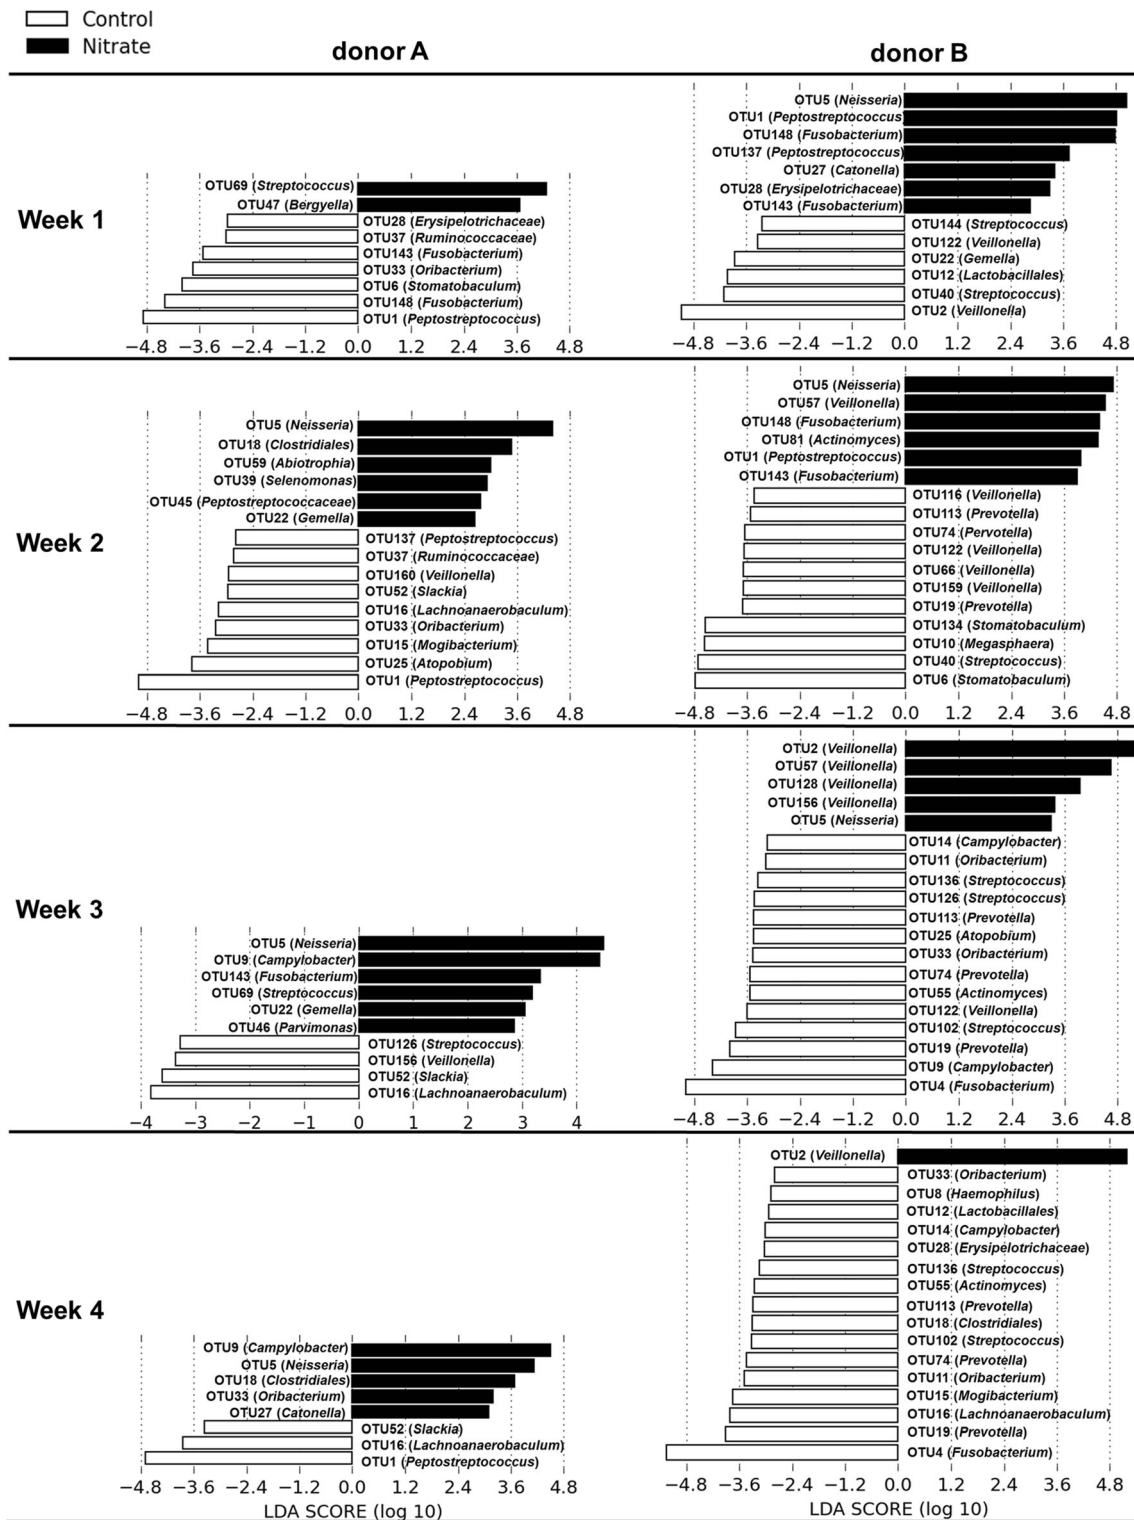 Control
Nitrate
donor A
donor B
Week 1
OTU69 (Streptococcus)
OTU47 (Bergyella)
OTU28 (Erysipelotrichaceae)
OTU37 (Ruminococcaceae)
OTU143 (Fusobacterium)
OTU33 (Oribacterium)
OTU6 (Stomatobaculum)
OTU148 (Fusobacterium)
OTU1 (Peptostreptococcus)
−4.8 −3.6 −2.4 −1.2 0.0 1.2 2.4 3.6 4.8
OTU5 (Neisseria)
OTU1 (Peptostreptococcus
OTU148 (Fusobacterium)
OTU137 (Peptostreptococcus)
OTU27 (Catonella)
OTU28 (Erysipelotrichaceae)
OTU143 (Fusobacterium)
OTU144 (Streptococcus)
OTU122 (Veillonella)
OTU22 (Gemella)
OTU12 (Lactobacillales)
OTU40 (Streptococcus)
OTU2 (Veillonella)
−4.8 −3.6 −2.4 −1.2 0.0 1.2 2.4 3.6 4.8
Week 2
OTU5 (Neisseria)
OTU18 (Clostridiales)
OTU59 (Abiotrophia)
OTU39 (Selenomonas)
OTU45 (Peptostreptococcaceae)
OTU22 (Gemella)
OTU137 (Peptostreptococcus)
OTU37 (Ruminococcaceae)
OTU160 (Veillonella)
OTU52 (Slackia)
OTU16 (Lachnoanaerobaculum)
OTU33 (Oribacterium)
OTU15 (Mogibacterium)
OTU25 (Atopobium)
OTU1 (Peptostreptococcus)
−4.8 −3.6 −2.4 −1.2 0.0 1.2 2.4 3.6 4.8
OTU5 (Neisseria)
OTU57 (Veillonella)
OTU148 (Fusobacterium)
OTU81 (Actinomyces)
OTU1 (Peptostreptococcus)
OTU143 (Fusobacterium)
OTU116 (Veillonella)
OTU113 (Prevotella)
OTU74 (Pervotella)
OTU122 (Veillonella)
OTU66 (Veillonella)
OTU159 (Veillonella)
OTU19 (Prevotella)
OTU134 (Stomatobaculum)
OTU10 (Megasphaera)
OTU40 (Streptococcus)
OTU6 (Stomatobaculum)
−4.8 −3.6 −2.4 −1.2 0.0 1.2 2.4 3.6 4.8
Week 3
OTU5 (Neisseria)
OTU9 (Campylobacter)
OTU143 (Fusobacterium)
OTU69 (Streptococcus)
OTU22 (Gemella)
OTU46 (Parvimonas)
OTU126 (Streptococcus)
OTU156 (Veillonella)
OTU52 (Slackia)
OTU16 (Lachnoanaerobaculum)
−4 −3 −1 −1 0 1 2 3 4
OTU2 (Veillonella)
OTU57 (Veillonella)
OTU128 (Veillonella)
OTU156 (Veillonella)
OTU5 (Neisseria)
OTU14 (Campylobacter)
OTU11 (Oribacterium)
OTU136 (Streptococcus)
OTU126 (Streptococcus)
OTU113 (Prevotella)
OTU25 (Atopobium)
OTU33 (Oribacterium)
OTU74 (Prevotella)
OTU55 (Actinomyces)
OTU122 (Veillonella)
OTU102 (Streptococcus)
OTU19 (Prevotella)
OTU9 (Campylobacter)
OTU4 (Fusobacterium)
−4.8 −3.6 −2.4 −1.2 0.0 1.2 2.4 3.6 4.8
Week 4
OTU9 (Campylobacter)
OTU5 (Neisseria)
OTU18 (Clostridiales)
OTU33 (Oribacterium)
OTU27 (Catonella)
OTU52 (Slackia)
OTU16 (Lachnoanaerobaculum)
OTU1 (Peptostreptococcus)
−4.8 −3.6 −2.4 −1.2 0.0 1.2 2.4 3.6 4.8
LDA SCORE (log 10)
OTU2 (Veillonella)
OTU33 (Oribacterium)
OTU8 (Haemophilus)
OTU12 (Lactobacillales)
OTU14 (Campylobacter)
OTU28 (Erysipelotrichaceae)
OTU136 (Streptococcus)
OTU55 (Actinomyces)
OTU113 (Prevotella)
OTU18 (Clostridiales)
OTU102 (Streptococcus)
OTU74 (Prevotella)
OTU11 (Oribacterium)
OTU15 (Mogibacterium)
OTU16 (Lachnoanaerobaculum)
OTU19 (Prevotella)
OTU4 (Fusobacterium)
−4.8 −3.6 −2.4 −1.2 0.0 1.2 2.4 3.6 4.8
LDA SCORE (log 10)